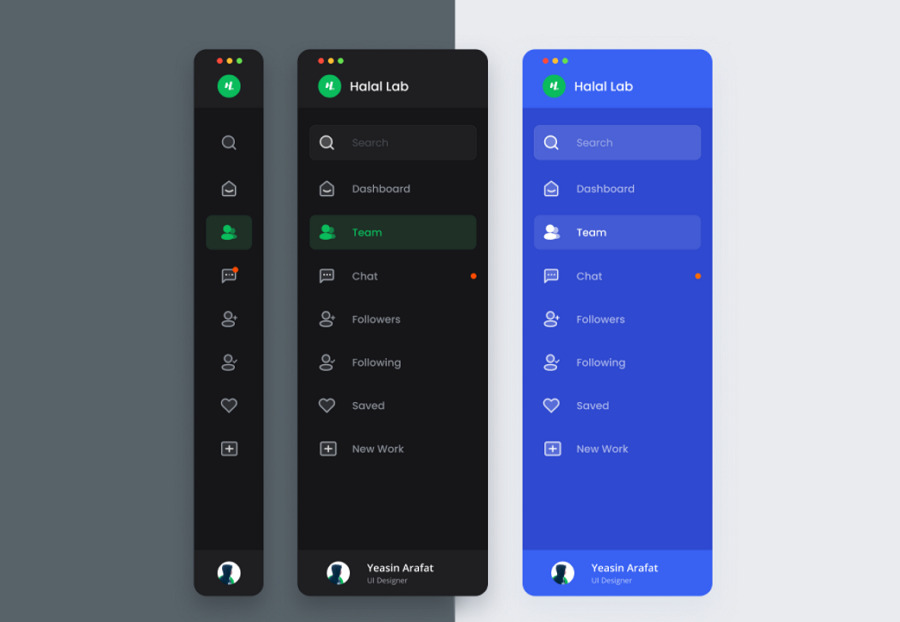 Halal Lab
Search
Dashboard
Team
Chat
Followers
Following
Saved
New Work
Yeasin Arafat
UI Designer
Halal Lab
Search
Dashboard
Team
Chat
Followers
Following
Saved
New Work
Yeasin Arafat
UI Designer